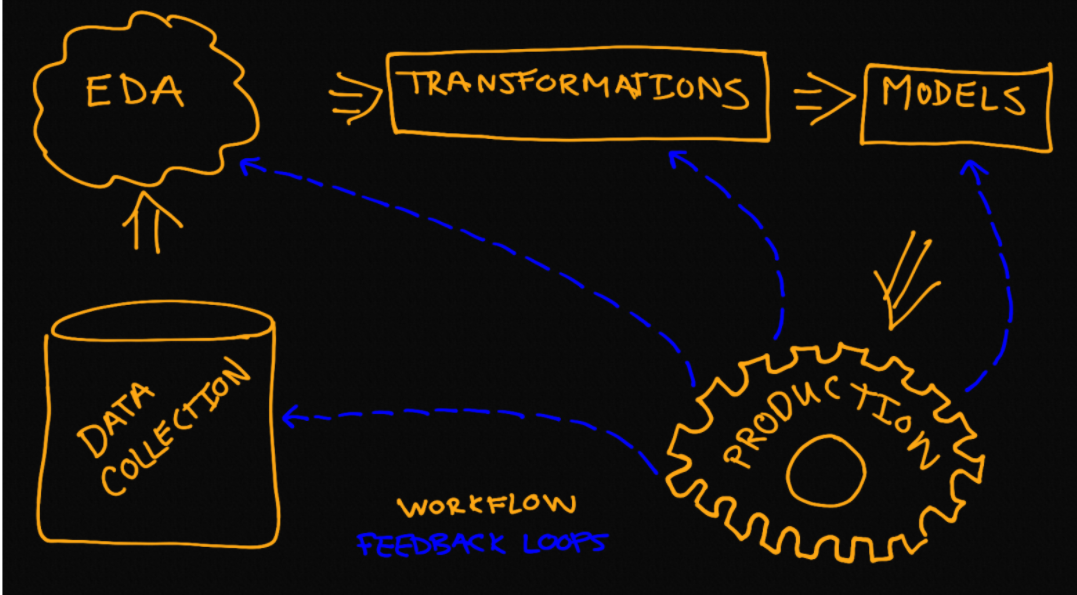 EDA
TRANSFORMATIONS
MODELS
DATA
COLLECTION
PRODUCTION
WORKFLOW
FEEDBACK LOOPS